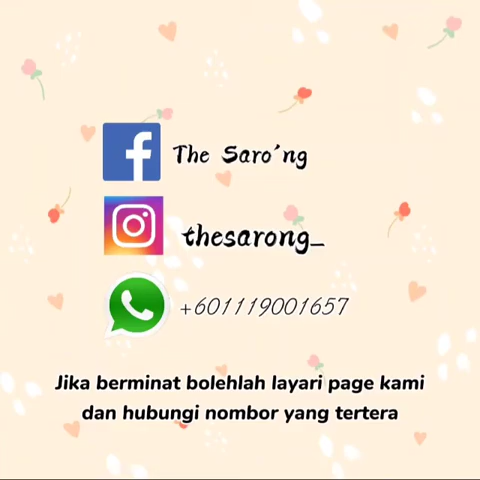 The Saro'ng
thesarong_
+601119001657
Jika berminat bolehlah layari page kami
dan hubungi nombor yang tertera